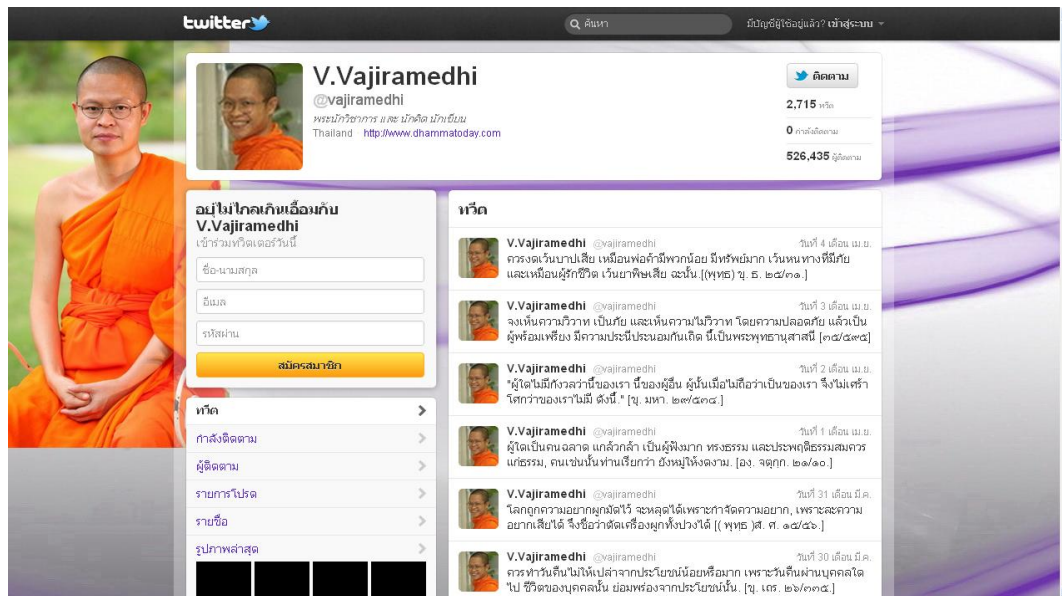 twitter
ค้นหา
มีบัญชีผู้ใช้อยู่แล้ว? เข้าสู่ระบบ
V.Vajiramedhi
@vajiramedhi
พระนักวิชาการ และ นักคิด นักเขียน
Thailand http://www.dhammatoday.com
ติดตาม
2,715 ทวีต
0 กำลังติดตาม
526,435 ผู้ติดตาม
อยู่ไม่ไกลเกินเอื้อมกับ
V.Vajiramedhi
เข้าร่วมทวิตเตอร์วันนี้
ชื่อ-นามสกุล
อีเมล
รหัสผ่าน
สมัครสมาชิก
ทวีต
กำลังติดตาม
ผู้ติดตาม
รายการโปรด
รายชื่อ
รูปภาพล่าสุด
ทวีต
V.Vajiramedhi @vajiramedhi วันที่ 4 เดือน เม.ย.
ควรงดเว้นบาปเสีย เหมือนพ่อค้ามีพวกน้อย มีทรัพย์มาก เว้นหนทางที่มีภัย
และเหมือนผู้รักชีวิต เว้นยาพิษเสีย ฉะนั้น.[(พุทธ) ขุ. ธ. ๒๕/๓๑.]
V.Vajiramedhi @vajiramedhi วันที่ 3 เดือน เม.ย.
จงเห็นความวิวาท เป็นภัย และเห็นความไม่วิวาท โดยความปลอดภัย แล้วเป็น
ผู้พร้อมเพรียง มีความประนีประนอมกันเถิด นี้เป็นพระพุทธานุสาสนี [๓๕/๕๙๕]
V.Vajiramedhi @vajiramedhi วันที่ 2 เดือน เม.ย.
"ผู้ใดไม่มีกังวลว่านี้ของเรา นี้ของผู้อื่น ผู้นั้นเมื่อไม่ถือว่าเป็นของเรา จึงไม่เศร้า
โศกว่าของเราไม่มี ดังนี้." [ขุ. มหา. ๒๙/๕๓๔.]
V.Vajiramedhi @vajiramedhi วันที่ 1 เดือน เม.ย.
ผู้ใดเป็นคนฉลาด แกล้วกล้า เป็นผู้ฟังมาก ทรงธรรม และประพฤติธรรมสมควร
แก่ธรรม, คนเช่นนั้นท่านเรียกว่า ยังหมู่ให้งดงาม. [อง. จตุกฺก. ๒๑/๑๐.]
V.Vajiramedhi @vajiramedhi วันที่ 31 เดือน มี.ค.
โลกถูกความอยากผูกมัดไว้ จะหลุดได้เพราะกำจัดความอยาก, เพราะละความ
อยากเสียได้ จึงชื่อว่าตัดเครื่องผูกทั้งปวงได้ [( พุทธ )สํ. ส. ๑๕/๕๖.]
V.Vajiramedhi @vajiramedhi วันที่ 30 เดือน มี.ค.
ควรทำวันคืนไม่ให้เปล่าจากประโยชน์น้อยหรือมาก เพราะวันคืนผ่านบุคคลใด
ไป ชีวิตของบุคคลนั้น ย่อมพร่องจากประโยชน์นั้น. [ขุ. เถร. ๒๖/๓๓๕.]